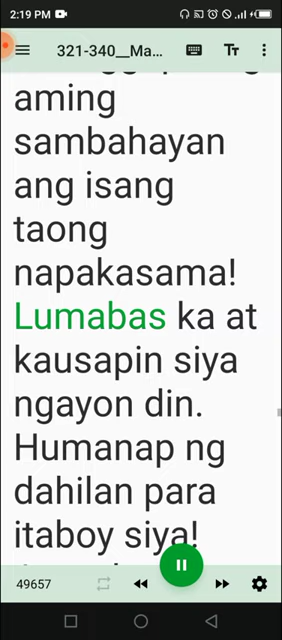 2:19 PM
321-340__Ma...
aming
sambahayan
ang isang
taong
napakasama!
Lumabas ka at
kausapin siya
ngayon din.
Humanap ng
dahilan para
itaboy siya!
49657